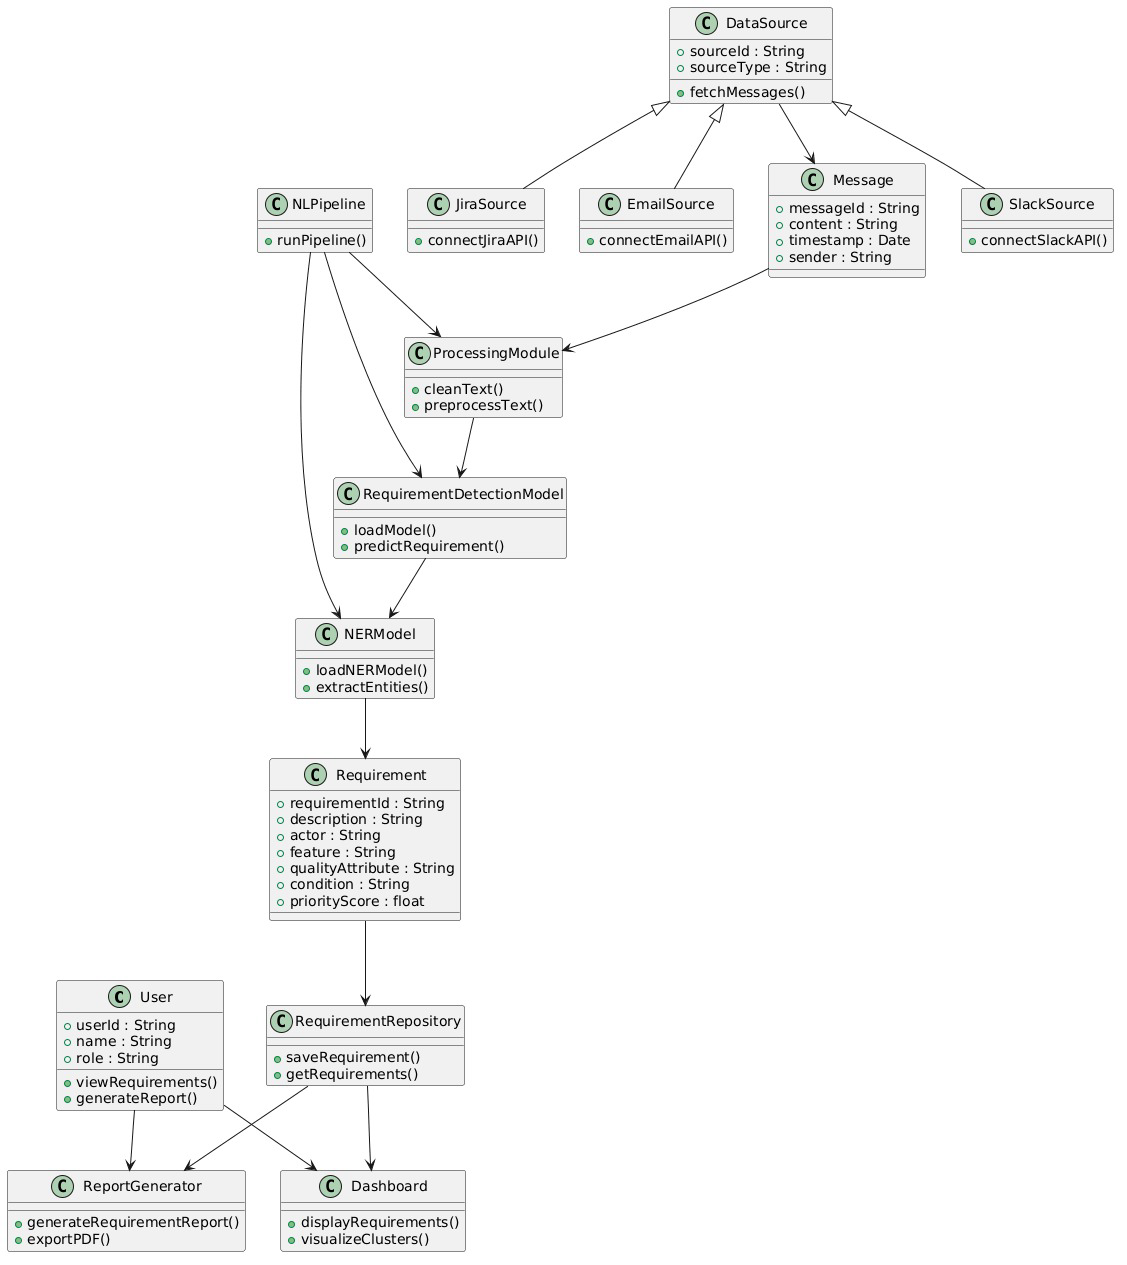 C DataSource
sourceId : String
sourceType : String
fetchMessages()
C NLPipeline
runPipeline()
C JiraSource
connectJiraAPI()
C EmailSource
connectEmailAPI()
C Message
messageId : String
content : String
timestamp : Date
sender : String
C SlackSource
connectSlackAPI()
C ProcessingModule
cleanText()
preprocessText()
C RequirementDetectionModel
loadModel()
predictRequirement()
C NERModel
loadNERModel()
extractEntities()
C Requirement
requirementId : String
description : String
actor : String
feature : String
qualityAttribute : String
condition : String
priorityScore : float
C User
userId : String
name : String
role : String
viewRequirements()
generateReport()
C RequirementRepository
saveRequirement()
getRequirements()
C ReportGenerator
generateRequirementReport()
exportPDF()
C Dashboard
displayRequirements()
visualizeClusters()